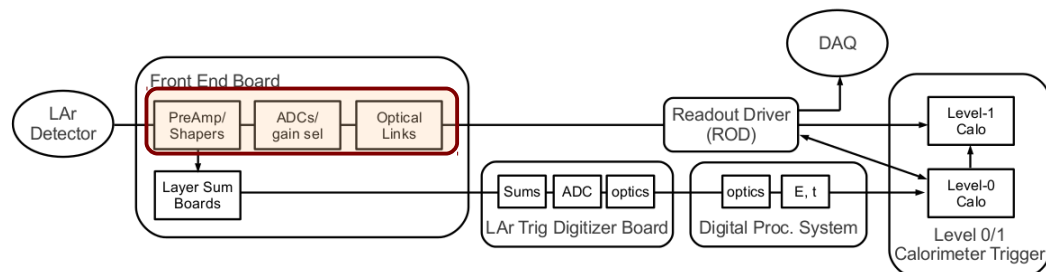 DAQ
Front End Board
LAr
Detector
PreAmp/
Shapers
ADCs/
gain sel
Optical
Links
Readout Driver
(ROD)
Level-1
Calo
Layer Sum
Boards
Sums
ADC
optics
LAr Trig Digitizer Board
optics
E, t
Digital Proc. System
Level-0
Calo
Level 0/1
Calorimeter Trigger